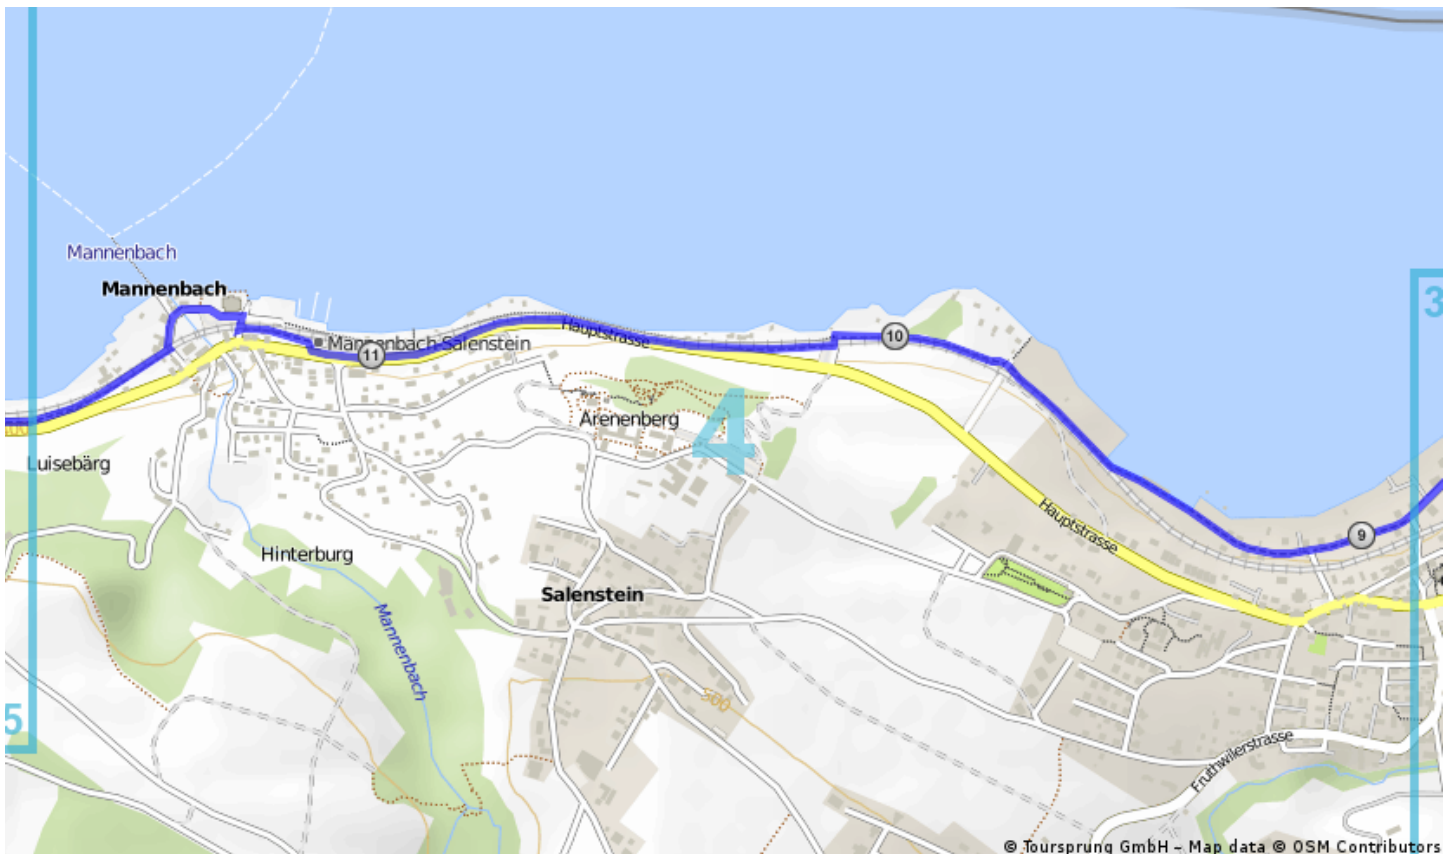 Mannenbach
Mannenbach
3
10
Hauptstrasse
Mannenbach-Salenstein
11
Arenenberg
4
Luisebärg
Hauptstrasse
9
Hinterburg
Salenstein
Mannenbach
500
5
Fruthwilerstrasse
© Toursprung GmbH – Map data © OSM Contributors